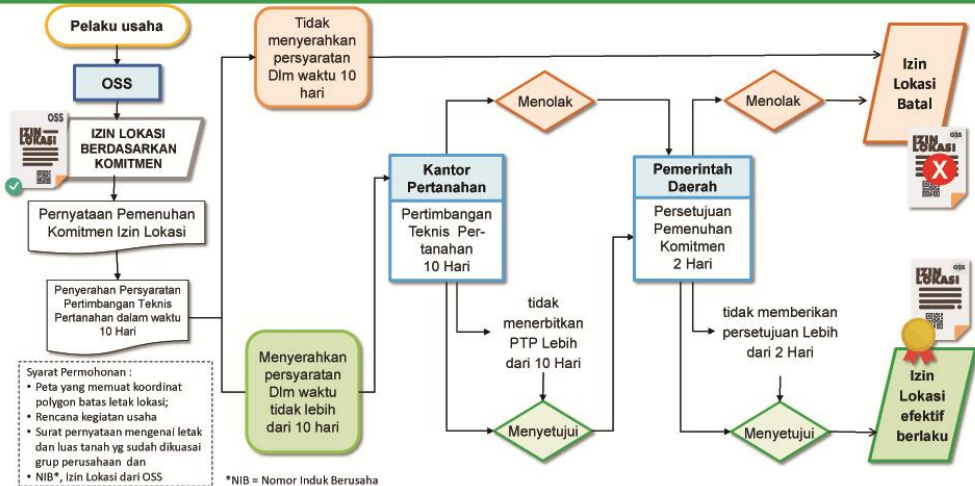 Pelaku usaha
OSS
OSS
IZIN
LOKASI
IZIN LOKASI
BERDASARKAN
KOMITMEN
Pernyataan Pemenuhan
Komitmen Izin Lokasi
Penyerahan Persyaratan
Pertimbangan Teknis
Pertanahan dalam waktu
10 Hari
Syarat Permohonan :
• Peta yang memuat koordinat
polygon batas letak lokasi;
• Rencana kegiatan usaha
• Surat pernyataan mengenai letak
dan luas tanah yg sudah dikuasai
grup perusahaan dan
• NIB*, Izin Lokasi dari OSS
Tidak
menyerahkan
persyaratan
Dlm waktu 10
hari
Menyerahkan
persyaratan
Dlm waktu
tidak lebih
dari 10 hari
*NIB = Nomor Induk Berusaha
Menolak
Kantor
Pertanahan
Pertimbangan
Teknis Per-
tanahan
10 Hari
tidak
menerbitkan
PTP Lebih
dari 10 Hari
Menyetujui
Menolak
Pemerintah
Daerah
Persetujuan
Pemenuhan
Komitmen
2 Hari
tidak memberikan
persetujuan Lebih
dari 2 Hari
Menyetujui
Izin
Lokasi
Batal
OSS
IZIN
LOKASI
X
OSS
IZIN
LOKASI
Izin
Lokasi
efektif
berlaku